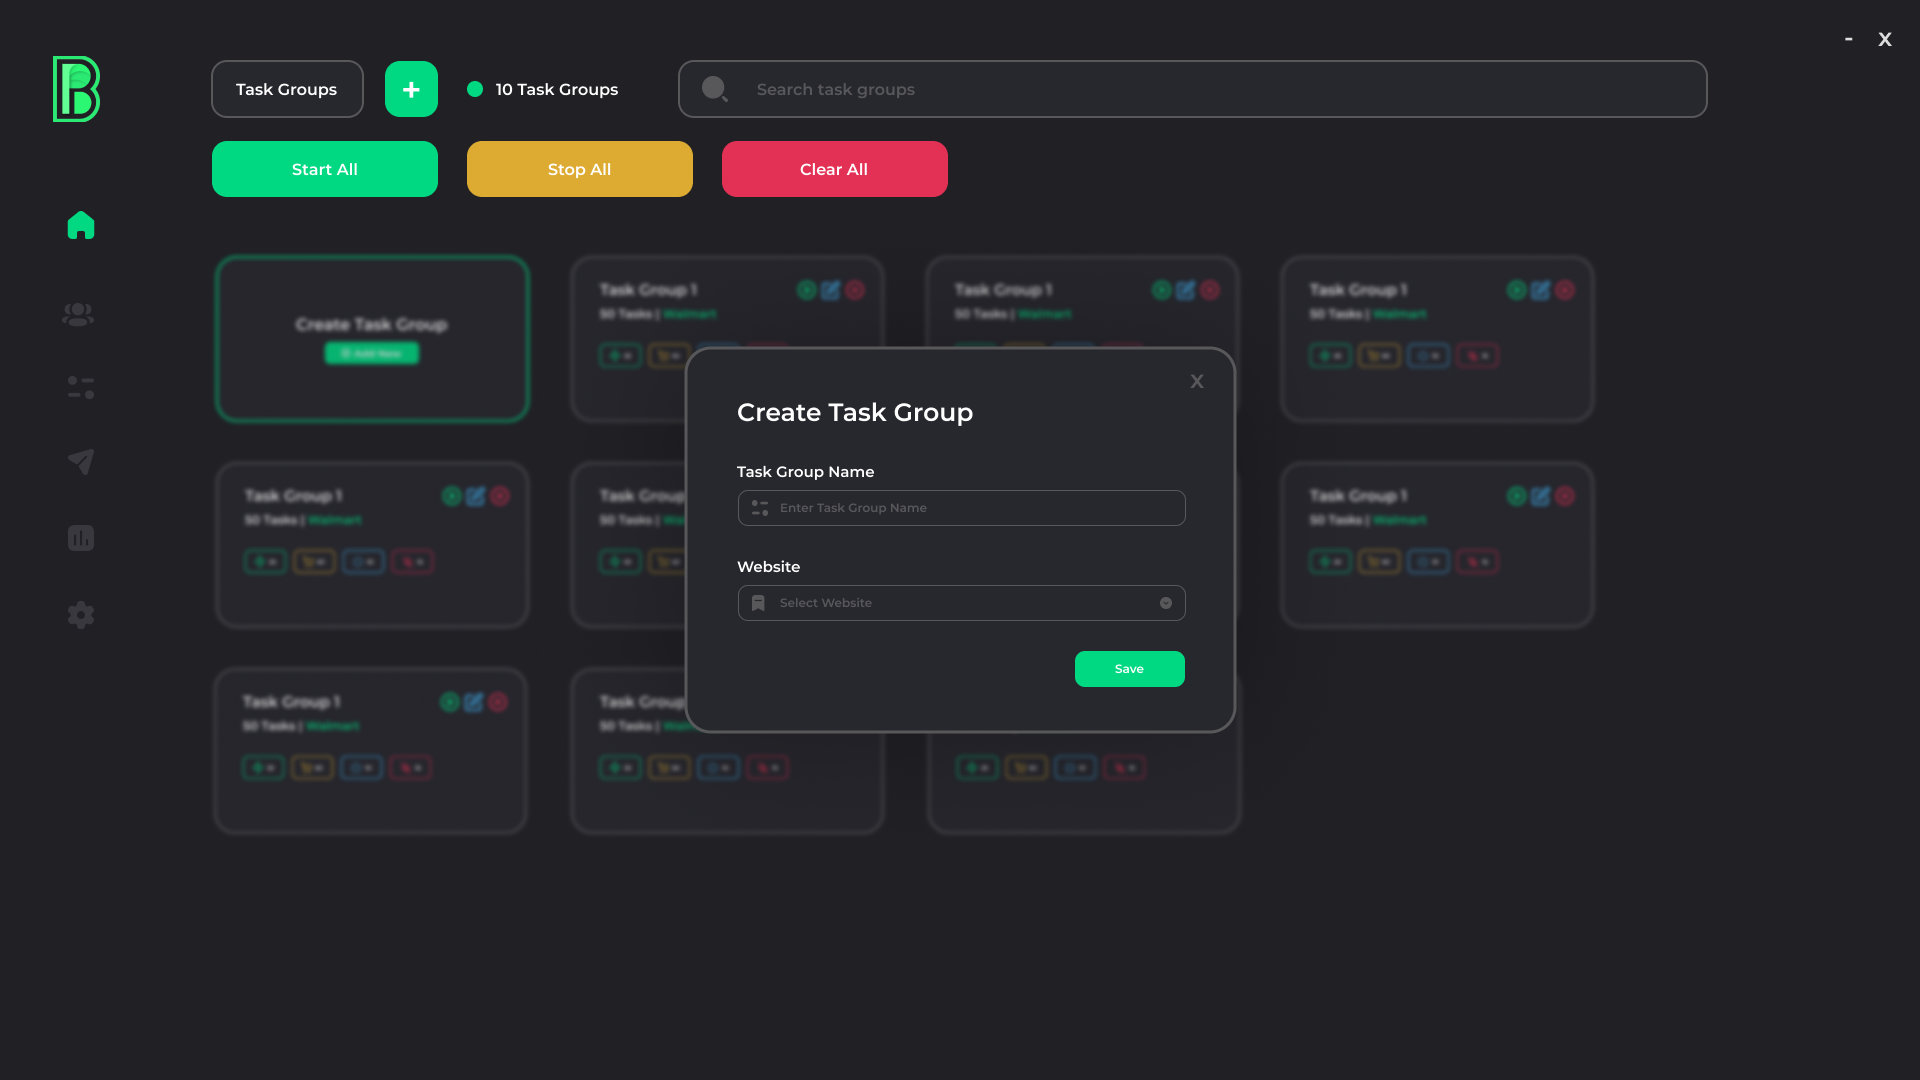 - X
Task Groups + 10 Task Groups Search task groups
Start All Stop All Clear All
Create Task Group
Add New
Task Group 1
50 Tasks | Walmart
Task Group 1
50 Tasks | Walmart
Task Group 1
50 Tasks | Walmart
Task Group 1
50 Tasks | Walmart
Task Group
50 Tasks |
Task Group 1
50 Tasks | Walmart
Task Group 1
50 Tasks | Walmart
Task Group
50 Tasks |
X
Create Task Group
Task Group Name
Enter Task Group Name
Website
Select Website
Save